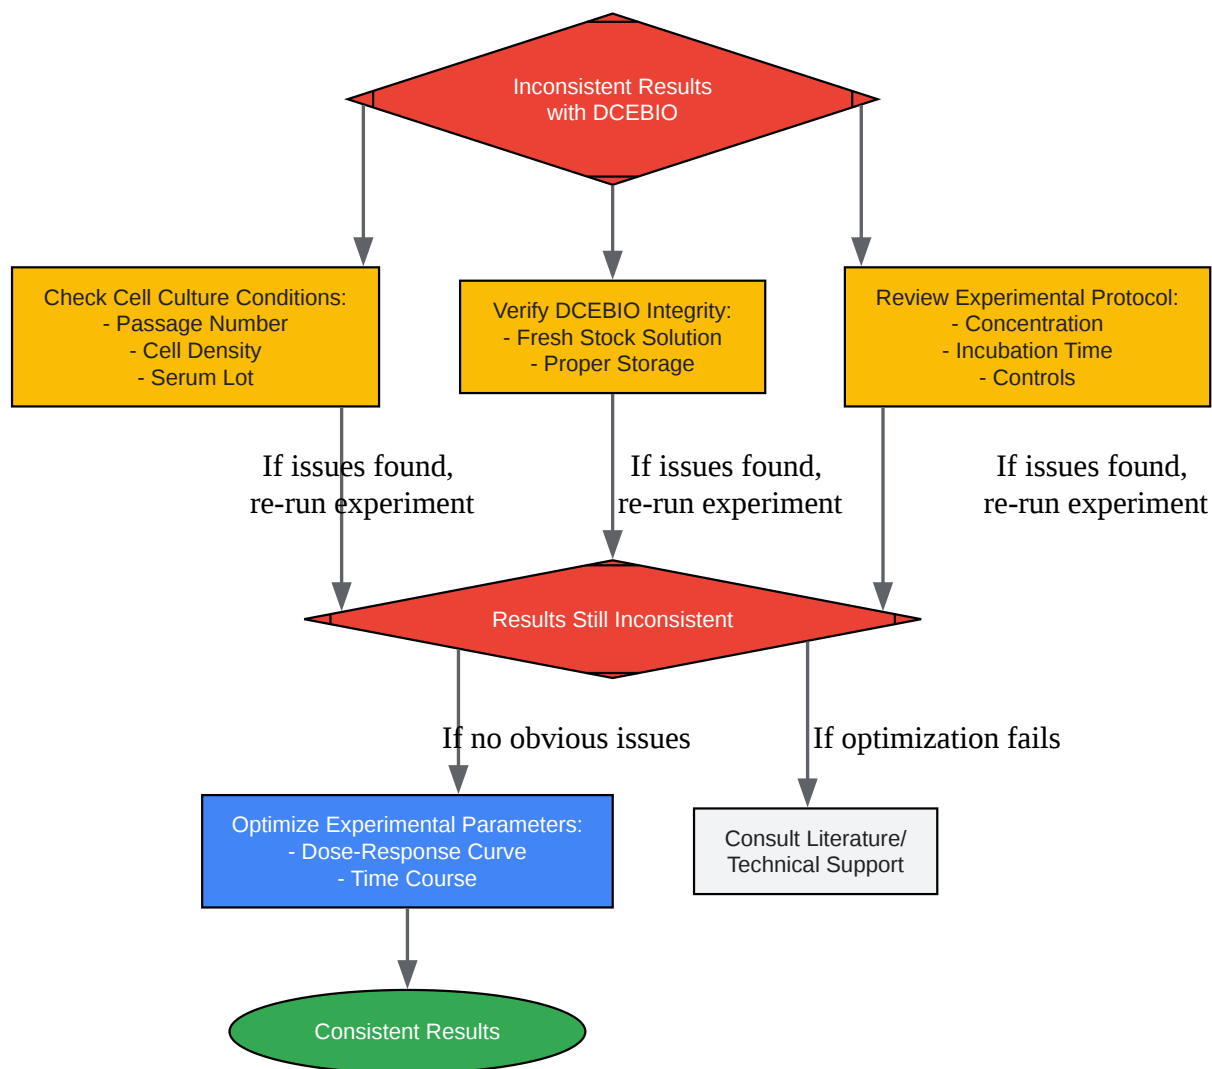 Inconsistent Results
with DCEBIO
Check Cell Culture Conditions:
- Passage Number
- Cell Density
- Serum Lot
Verify DCEBIO Integrity:
- Fresh Stock Solution
- Proper Storage
Review Experimental Protocol:
- Concentration
- Incubation Time
- Controls
If issues found,
re-run experiment
If issues found,
re-run experiment
If issues found,
re-run experiment
Results Still Inconsistent
If no obvious issues
If optimization fails
Optimize Experimental Parameters:
- Dose-Response Curve
- Time Course
Consult Literature/
Technical Support
Consistent Results